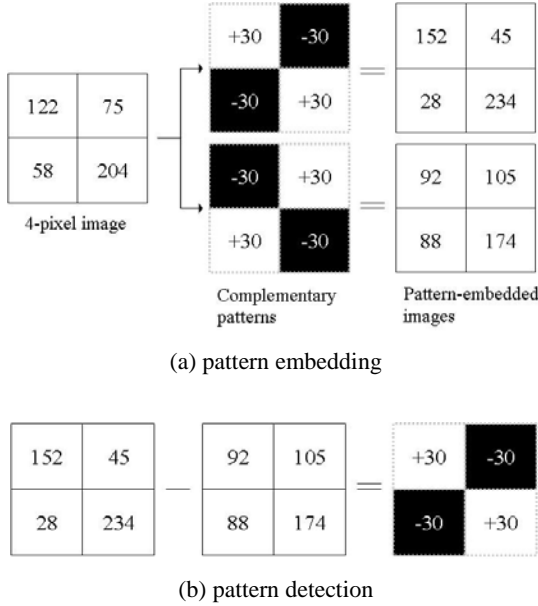 +30 -30 152 45
122 75 -30 +30 28 234
58 204 -30 +30 92 105
4-pixel image +30 -30 88 174
Complementary patterns
Pattern-embedded images
(a) pattern embedding
152 45 92 105 +30 -30
28 234 88 174 -30 +30
(b) pattern detection